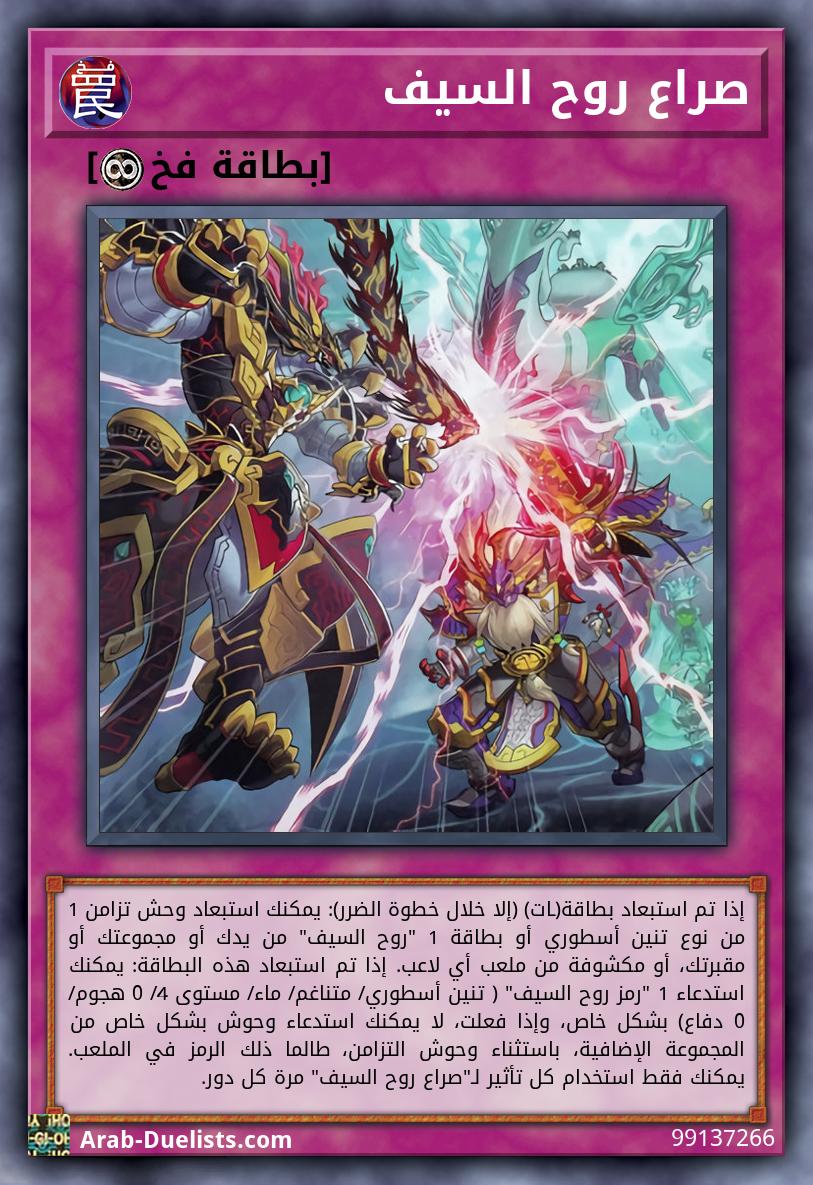 صراع روح السيف
فخ
罠
[بطاقة فخ]
إذا تم استبعاد بطاقة(ـات) (إلا خلال خطوة الضرر): يمكنك استبعاد وحش تزامن 1
من نوع تنين أسطوري أو بطاقة 1 "روح السيف" من يدك أو مجموعتك أو
مقبرتك، أو مكشوفة من ملعب أي لاعب. إذا تم استبعاد هذه البطاقة: يمكنك
استدعاء 1 "رمز روح السيف" ( تنين أسطوري/ متناغم/ ماء/ مستوى 4/ 0 هجوم/
0 دفاع) بشكل خاص، وإذا فعلت، لا يمكنك استدعاء وحوش بشكل خاص من
المجموعة الإضافية، باستثناء وحوش التزامن، طالما ذلك الرمز في الملعب.
يمكنك فقط استخدام كل تأثير لـ"صراع روح السيف" مرة كل دور.
Arab-Duelists.com
99137266